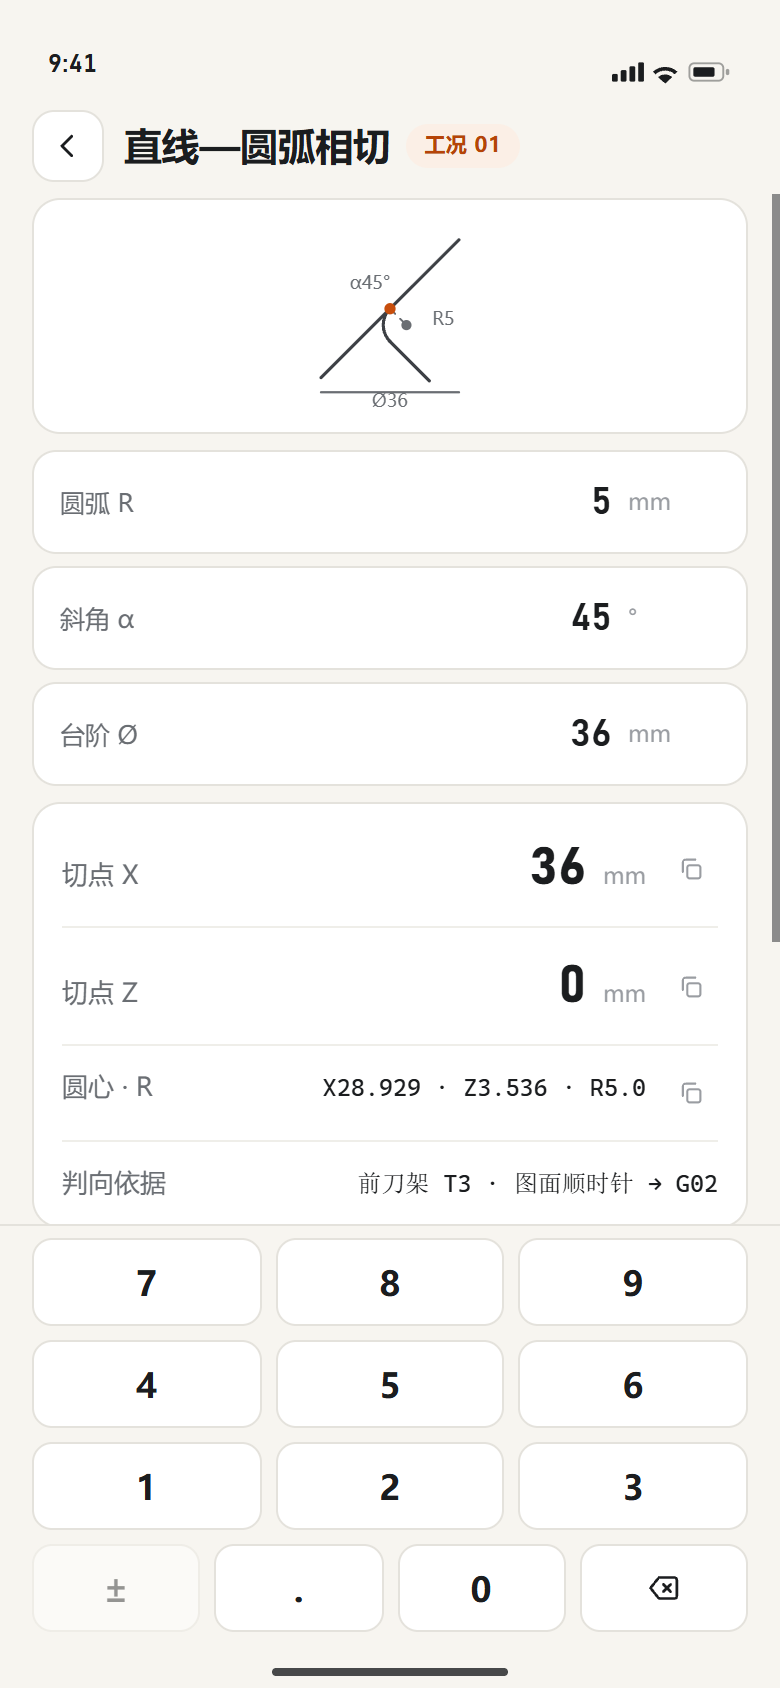 9:41
直线—圆弧相切 工况 01
α45°
R5
Ø36
圆弧 R 5 mm
斜角 α 45 °
台阶 Ø 36 mm
切点 X 36 mm
切点 Z 0 mm
圆心 · R X28.929 · Z3.536 · R5.0
判向依据 前刀架 T3 · 图面顺时针 → G02
7 8 9
4 5 6
1 2 3
± . 0